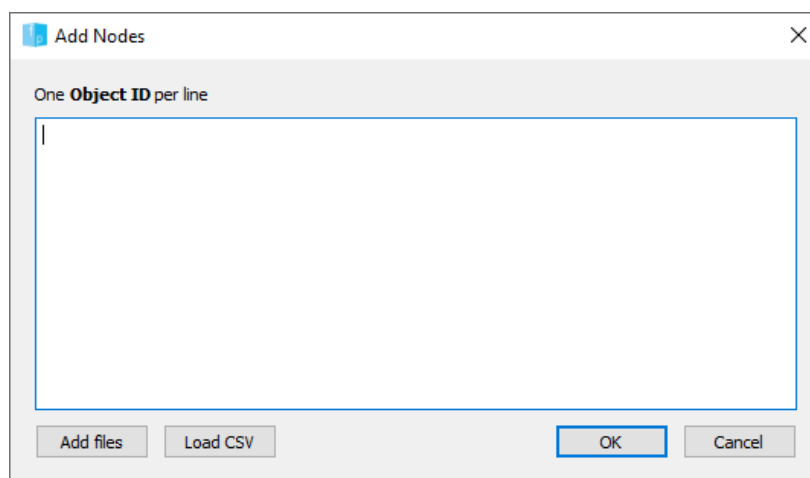 Add Nodes
One Object ID per line
Add files
Load CSV
OK
Cancel